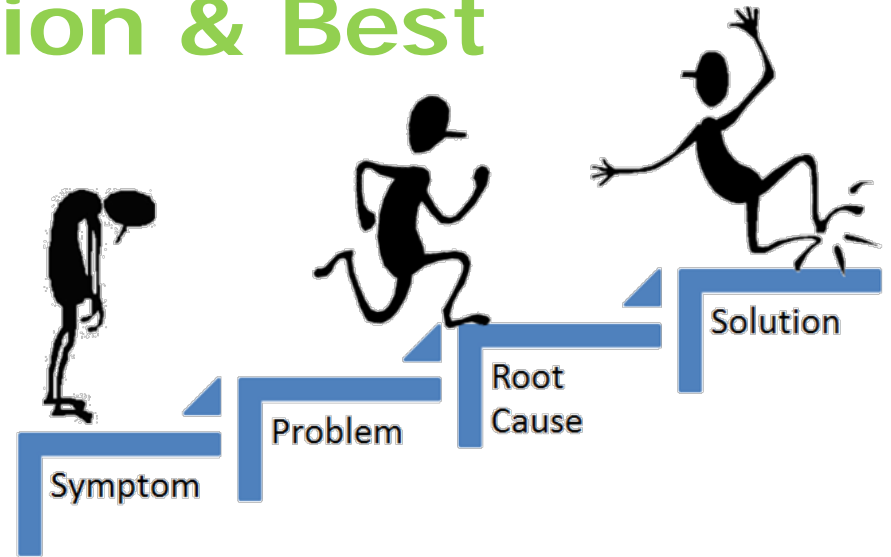 ion & Best
Symptom
Problem
Root
Cause
Solution